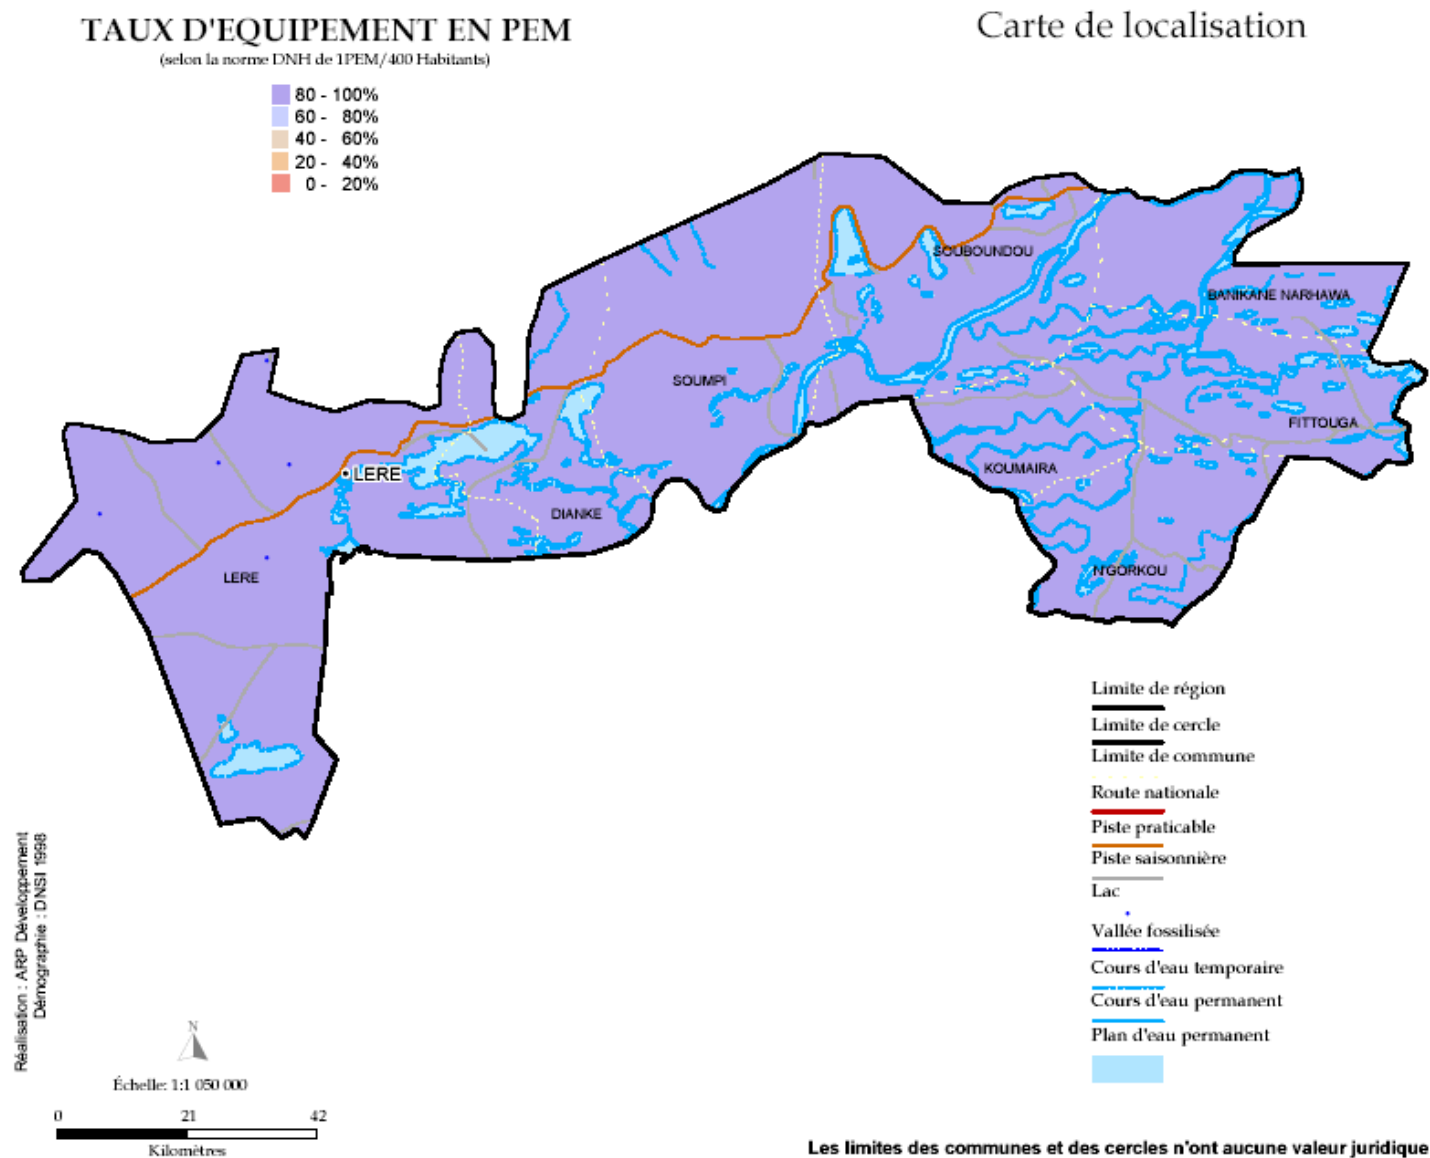 TAUX D'EQUIPEMENT EN PEM
(selon la norme DNH de 1PEM/400 Habitants)
80 - 100%
60 - 80%
40 - 60%
20 - 40%
0 - 20%
Carte de localisation
SOUBOUNDOU
BANIKANE NARHAWA
SOUMPI
FITTOUGA
KOUMAIRA
LERE
DIANKE
N'GORKOU
LERE
Limite de région
Limite de cercle
Limite de commune
Route nationale
Piste praticable
Piste saisonnière
Lac
Vallée fossilisée
Cours d'eau temporaire
Cours d'eau permanent
Plan d'eau permanent
Réalisation : ARP Développement
Démographie : DNSI 1998
N
Échelle: 1:1 050 000
0 21 42
Kilomètres
Les limites des communes et des cercles n'ont aucune valeur juridique